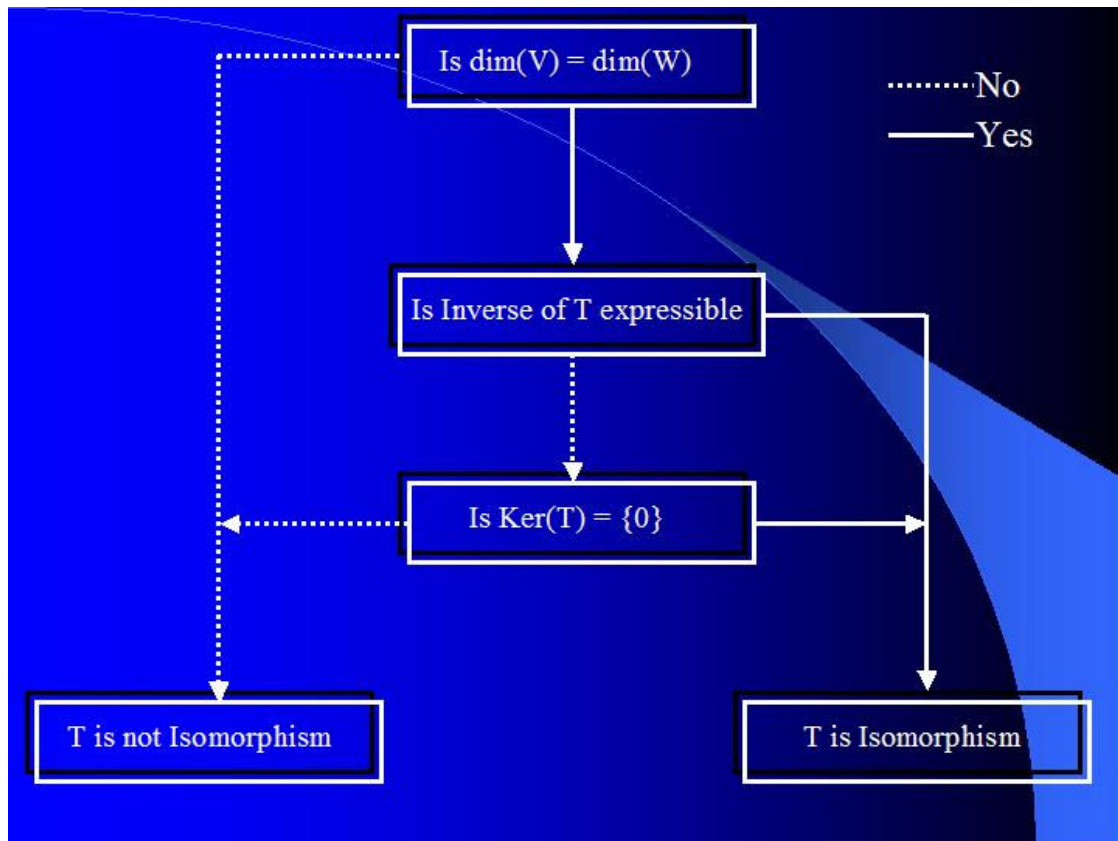 Is dim(V) = dim(W)
No
Yes
Is Inverse of T expressible
Is Ker(T) = {0}
T is not Isomorphism
T is Isomorphism